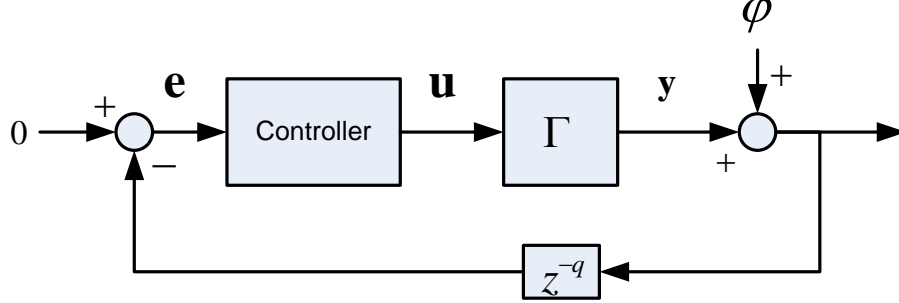 φ
+
e
u
y
+
0
Controller
Γ
−
+
z^{-q}